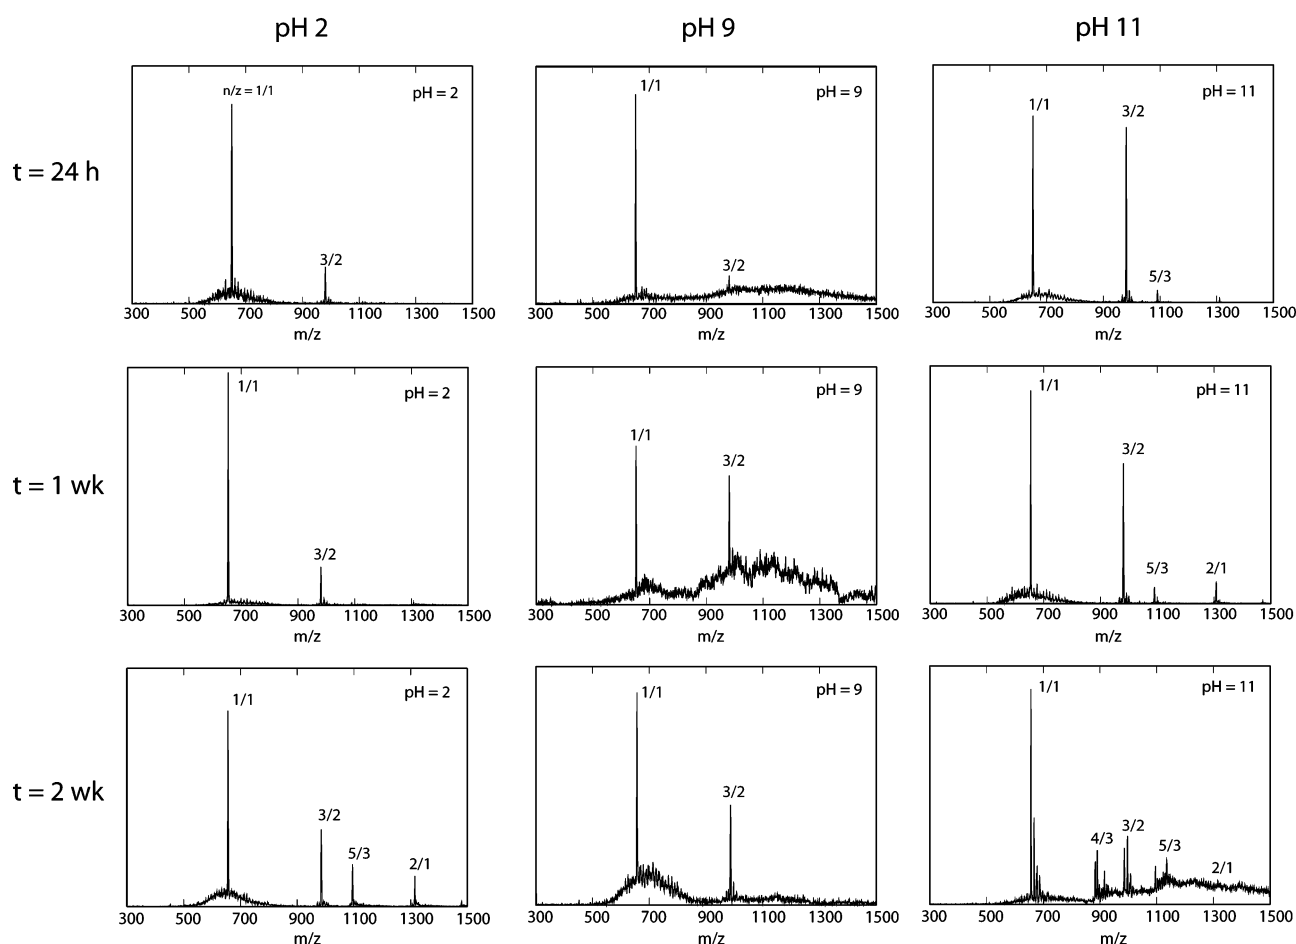 pH 2
pH 9
pH 11
t = 24 h
n/z = 1/1
pH = 2
3/2
300 500 700 900 1100 1300 1500
m/z
1/1
pH = 9
3/2
300 500 700 900 1100 1300 1500
m/z
1/1
3/2
pH = 11
5/3
300 500 700 900 1100 1300 1500
m/z
t = 1 wk
1/1
pH = 2
3/2
300 500 700 900 1100 1300 1500
m/z
1/1
3/2
pH = 9
300 500 700 900 1100 1300 1500
m/z
1/1
pH = 11
3/2
5/3
2/1
300 500 700 900 1100 1300 1500
m/z
t = 2 wk
1/1
pH = 2
3/2
5/3
2/1
300 500 700 900 1100 1300 1500
m/z
1/1
pH = 9
3/2
300 500 700 900 1100 1300 1500
m/z
1/1
pH = 11
4/3
3/2
5/3
2/1
300 500 700 900 1100 1300 1500
m/z